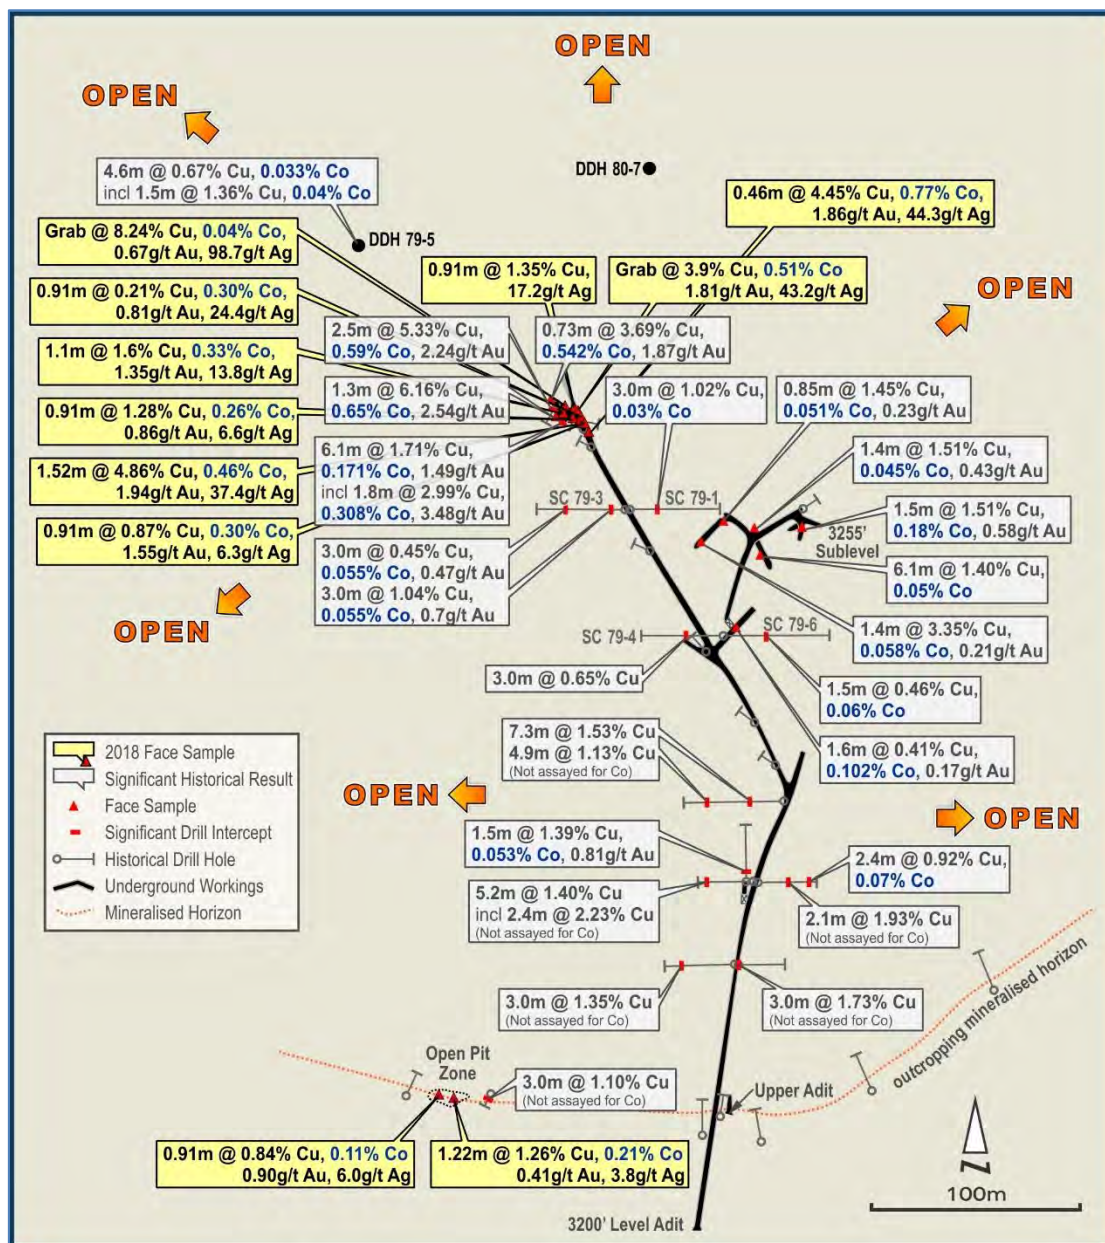 OPEN
OPEN
DDH 80-7
4.6m @ 0.67% Cu, 0.033% Co
incl 1.5m @ 1.36% Cu, 0.04% Co
DDH 79-5
0.46m @ 4.45% Cu, 0.77% Co,
1.86g/t Au, 44.3g/t Ag
Grab @ 8.24% Cu, 0.04% Co,
0.67g/t Au, 98.7g/t Ag
0.91m @ 1.35% Cu,
17.2g/t Ag
Grab @ 3.9% Cu, 0.51% Co
1.81g/t Au, 43.2g/t Ag
OPEN
0.91m @ 0.21% Cu, 0.30% Co,
0.81g/t Au, 24.4g/t Ag
2.5m @ 5.33% Cu,
0.59% Co, 2.24g/t Au
0.73m @ 3.69% Cu,
0.542% Co, 1.87g/t Au
1.1m @ 1.6% Cu, 0.33% Co,
1.35g/t Au, 13.8g/t Ag
1.3m @ 6.16% Cu,
0.65% Co, 2.54g/t Au
3.0m @ 1.02% Cu,
0.03% Co
0.85m @ 1.45% Cu,
0.051% Co, 0.23g/t Au
0.91m @ 1.28% Cu, 0.26% Co,
0.86g/t Au, 6.6g/t Ag
6.1m @ 1.71% Cu,
0.171% Co, 1.49g/t Au
incl 1.8m @ 2.99% Cu,
0.308% Co, 3.48g/t Au
1.4m @ 1.51% Cu,
0.045% Co, 0.43g/t Au
1.52m @ 4.86% Cu, 0.46% Co,
1.94g/t Au, 37.4g/t Ag
SC 79-3
SC 79-1
1.5m @ 1.51% Cu,
0.18% Co, 0.58g/t Au
3255'
Sublevel
0.91m @ 0.87% Cu, 0.30% Co,
1.55g/t Au, 6.3g/t Ag
3.0m @ 0.45% Cu,
0.055% Co, 0.47g/t Au
3.0m @ 1.04% Cu,
0.055% Co, 0.7g/t Au
6.1m @ 1.40% Cu,
0.05% Co
OPEN
SC 79-4
SC 79-6
1.4m @ 3.35% Cu,
0.058% Co, 0.21g/t Au
3.0m @ 0.65% Cu
1.5m @ 0.46% Cu,
0.06% Co
7.3m @ 1.53% Cu
4.9m @ 1.13% Cu
(Not assayed for Co)
1.6m @ 0.41% Cu,
0.102% Co, 0.17g/t Au
2018 Face Sample
Significant Historical Result
Face Sample
Significant Drill Intercept
Historical Drill Hole
Underground Workings
Mineralised Horizon
OPEN
OPEN
1.5m @ 1.39% Cu,
0.053% Co, 0.81g/t Au
2.4m @ 0.92% Cu,
0.07% Co
5.2m @ 1.40% Cu
incl 2.4m @ 2.23% Cu
(Not assayed for Co)
2.1m @ 1.93% Cu
(Not assayed for Co)
3.0m @ 1.35% Cu
(Not assayed for Co)
3.0m @ 1.73% Cu
(Not assayed for Co)
outcropping mineralised horizon
Open Pit
Zone
3.0m @ 1.10% Cu
(Not assayed for Co)
Upper Adit
0.91m @ 0.84% Cu, 0.11% Co
0.90g/t Au, 6.0g/t Ag
1.22m @ 1.26% Cu, 0.21% Co
0.41g/t Au, 3.8g/t Ag
N
100m
3200' Level Adit